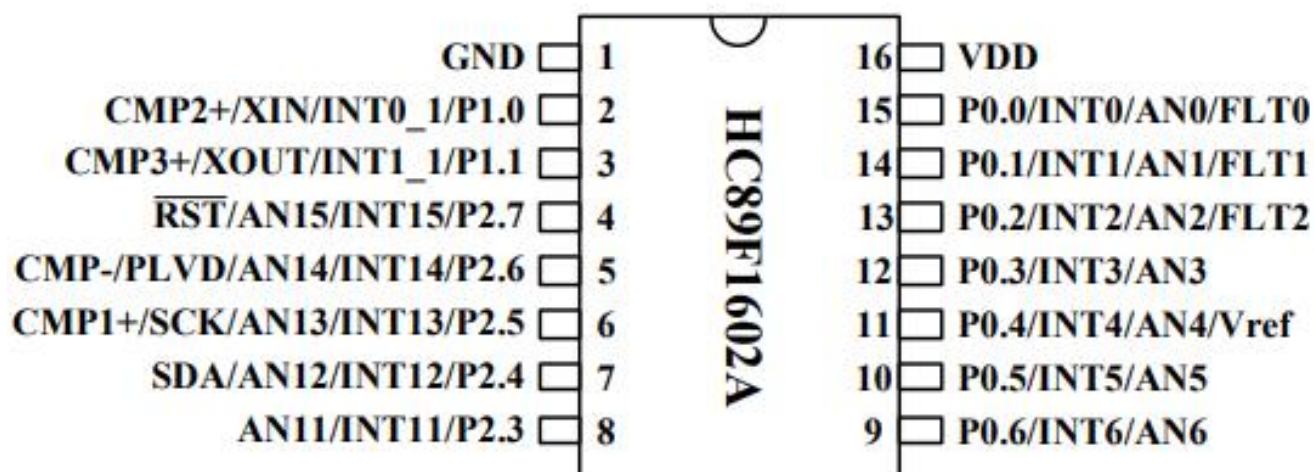 GND 1 16 VDD
CMP2+/XIN/INT0_1/P1.0 2 15 P0.0/INT0/AN0/FLT0
CMP3+/XOUT/INT1_1/P1.1 3 14 P0.1/INT1/AN1/FLT1
RST/AN15/INT15/P2.7 4 13 P0.2/INT2/AN2/FLT2
CMP-/PLVD/AN14/INT14/P2.6 5 12 P0.3/INT3/AN3
CMP1+/SCK/AN13/INT13/P2.5 6 11 P0.4/INT4/AN4/Vref
SDA/AN12/INT12/P2.4 7 10 P0.5/INT5/AN5
AN11/INT11/P2.3 8 9 P0.6/INT6/AN6
HC89F1602A